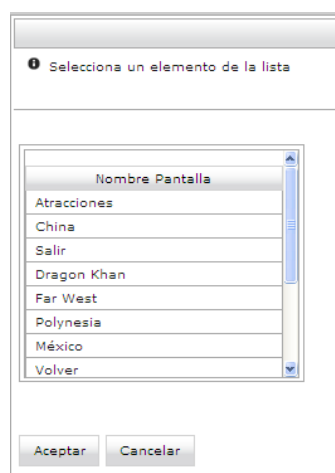 Selecciona un elemento de la lista
Nombre Pantalla
Atracciones
China
Salir
Dragon Khan
Far West
Polynesia
México
Volver
Aceptar Cancelar